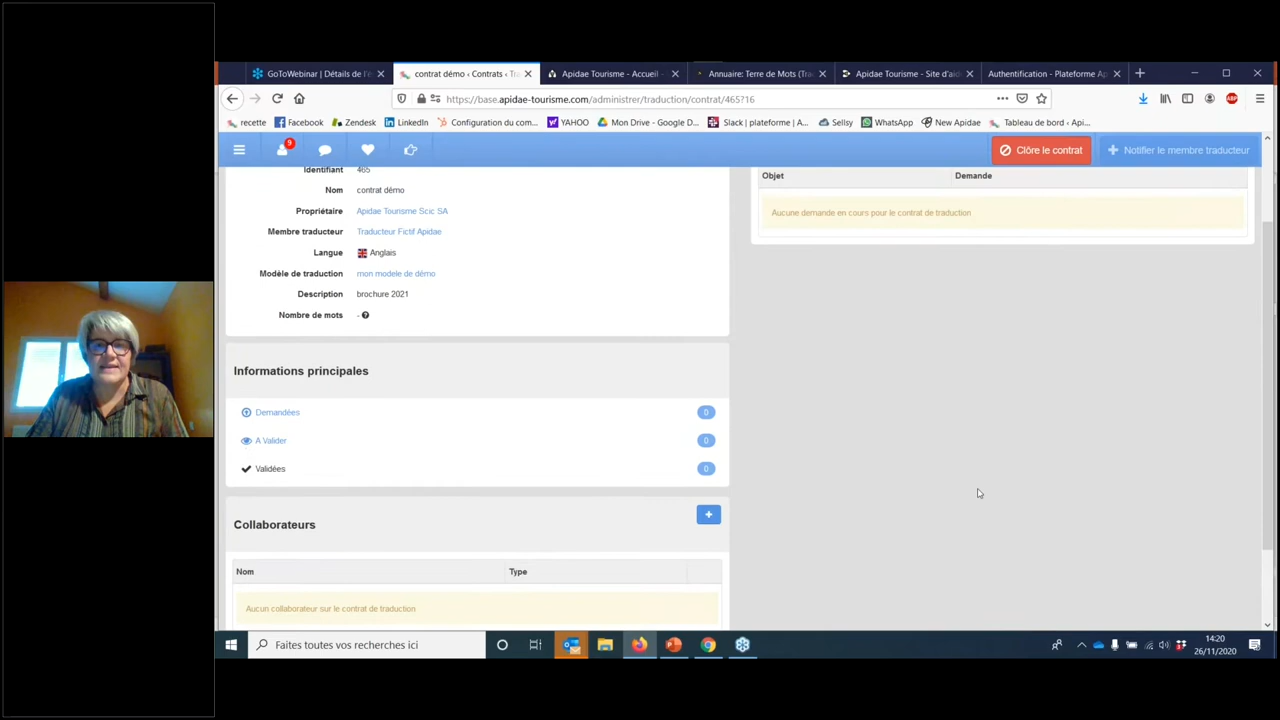 GoToWebinar | Détails de l'é
contrat démo ‹ Contrats ‹ Tra
Apidae Tourisme - Accueil -
Annuaire: Terre de Mots (Trac
Apidae Tourisme - Site d'aide
Authentification - Plateforme Ap
https://base.apidae-tourisme.com/administrer/traduction/contrat/465?16
ABP
recette
Facebook
Zendesk
LinkedIn
Configuration du com...
YAHOO
Mon Drive - Google D...
Slack | plateforme | A...
Sellsy
WhatsApp
New Apidae
Tableau de bord ‹ Api...
9
Clôre le contrat
Notifier le membre traducteur
Identifiant 465
Nom contrat démo
Propriétaire Apidae Tourisme Scic SA
Membre traducteur Traducteur Fictif Apidae
Langue Anglais
Modèle de traduction mon modele de démo
Description brochure 2021
Nombre de mots -
Objet Demande
Aucune demande en cours pour le contrat de traduction
Informations principales
Demandées 0
A Valider 0
Validées 0
Collaborateurs
Nom Type
Aucun collaborateur sur le contrat de traduction
Faites toutes vos recherches ici
14:20
26/11/2020